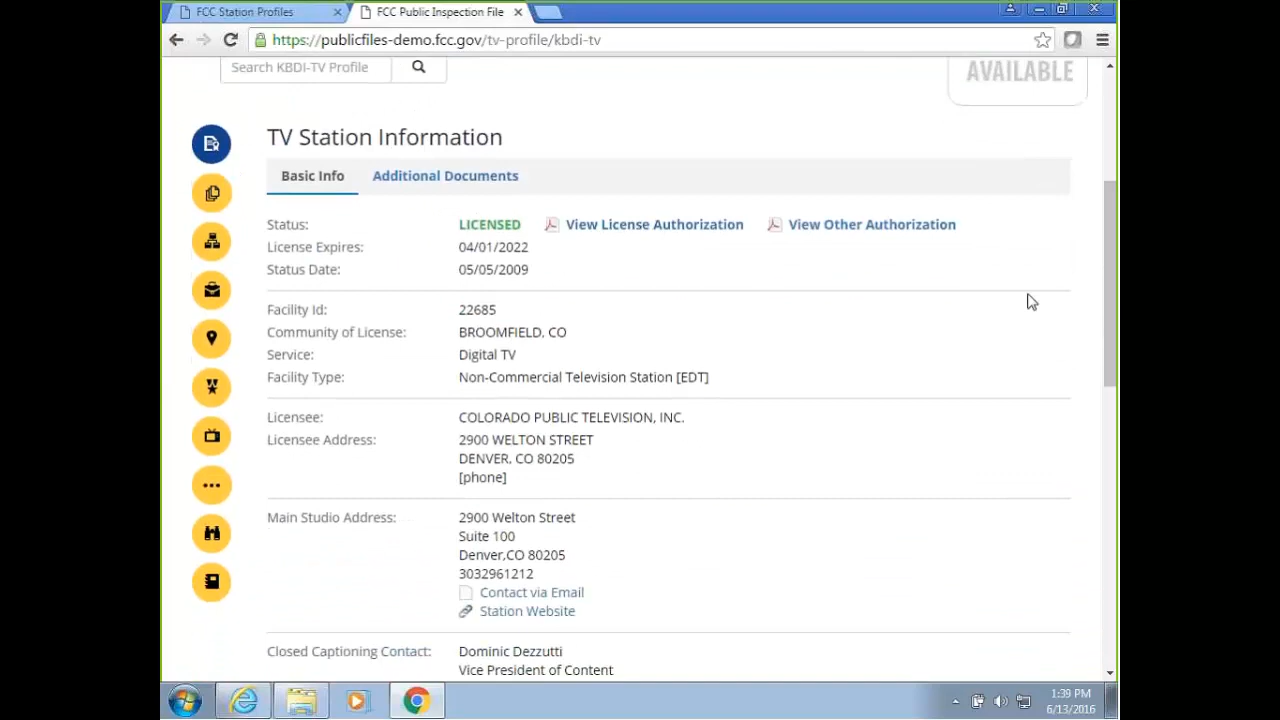 FCC Station Profiles
FCC Public Inspection File
https://publicfiles-demo.fcc.gov/tv-profile/kbdi-tv
Search KBDI-TV Profile
AVAILABLE
TV Station Information
Basic Info Additional Documents
Status: LICENSED View License Authorization View Other Authorization
License Expires: 04/01/2022
Status Date: 05/05/2009
Facility Id: 22685
Community of License: BROOMFIELD, CO
Service: Digital TV
Facility Type: Non-Commercial Television Station [EDT]
Licensee: COLORADO PUBLIC TELEVISION, INC.
Licensee Address: 2900 WELTON STREET
DENVER, CO 80205
[phone]
Main Studio Address: 2900 Welton Street
Suite 100
Denver,CO 80205
3032961212
Contact via Email
Station Website
Closed Captioning Contact: Dominic Dezzutti
Vice President of Content
1:39 PM
6/13/2016